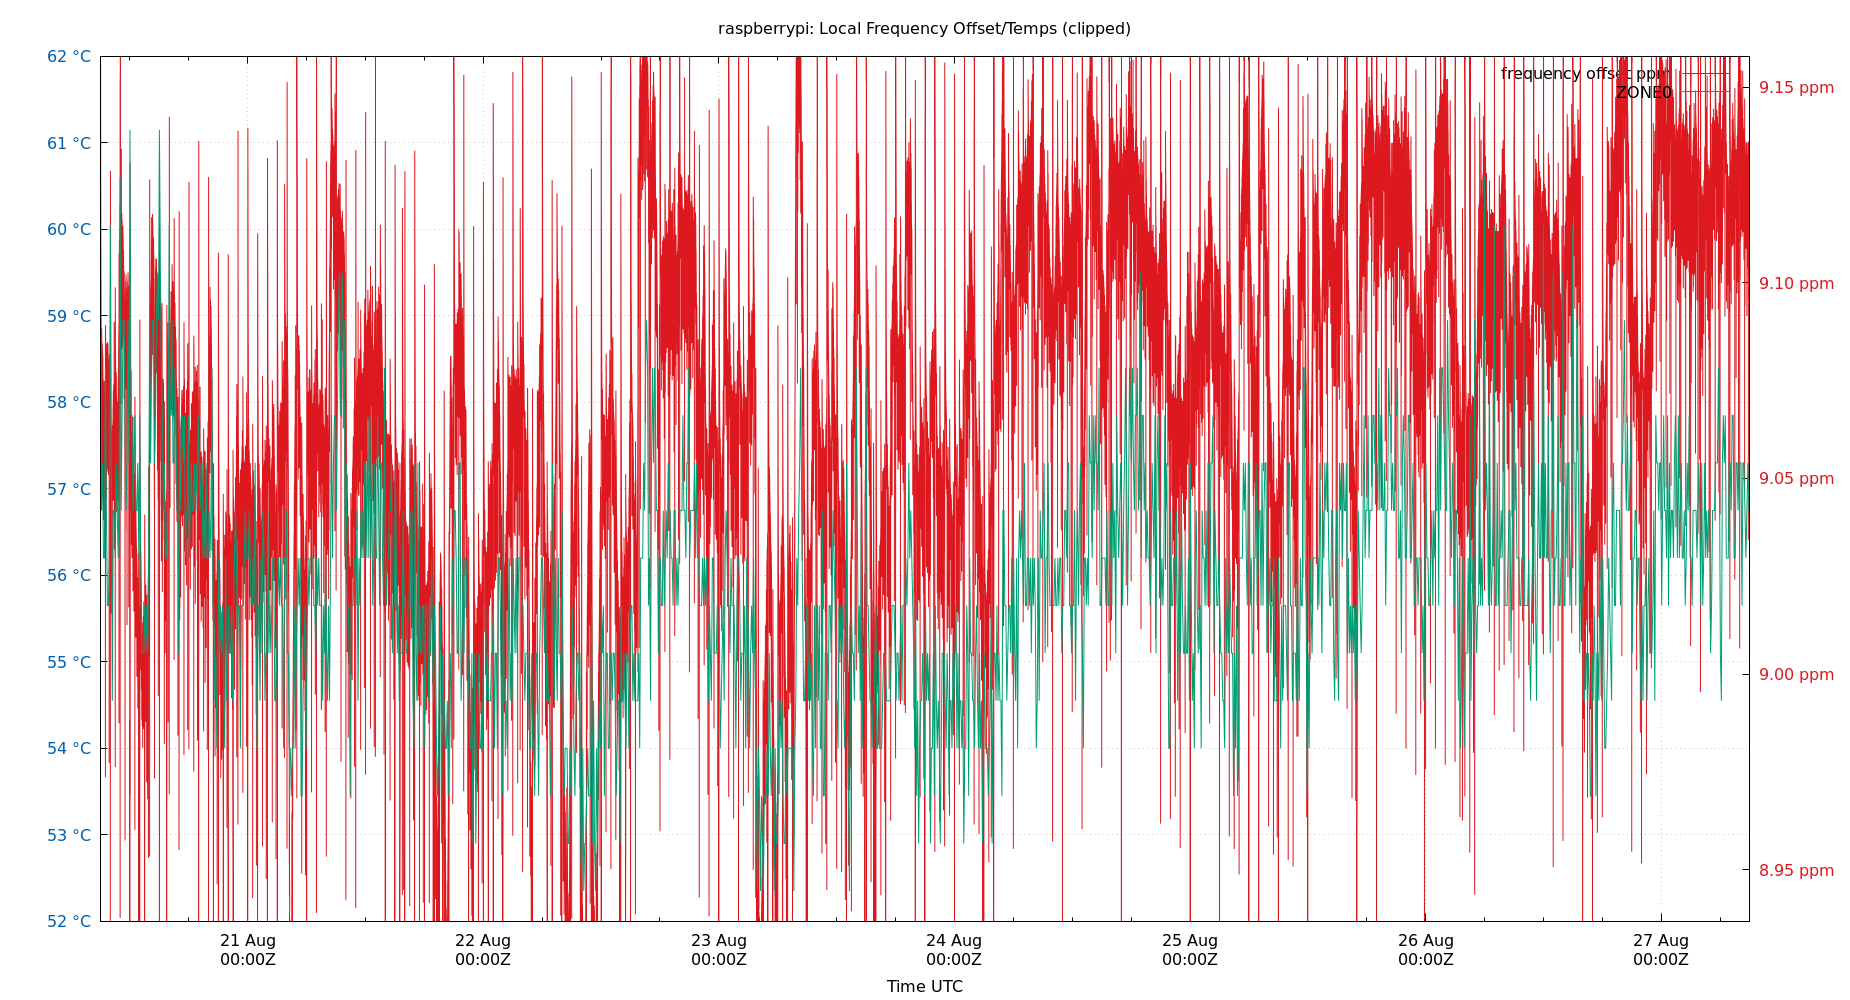 raspberrypi: Local Frequency Offset/Temps (clipped)
62 °C
61 °C
60 °C
59 °C
58 °C
57 °C
56 °C
55 °C
54 °C
53 °C
52 °C
frequency offset ppm
ZONE0
9.15 ppm
9.10 ppm
9.05 ppm
9.00 ppm
8.95 ppm
21 Aug
00:00Z
22 Aug
00:00Z
23 Aug
00:00Z
24 Aug
00:00Z
25 Aug
00:00Z
26 Aug
00:00Z
27 Aug
00:00Z
Time UTC